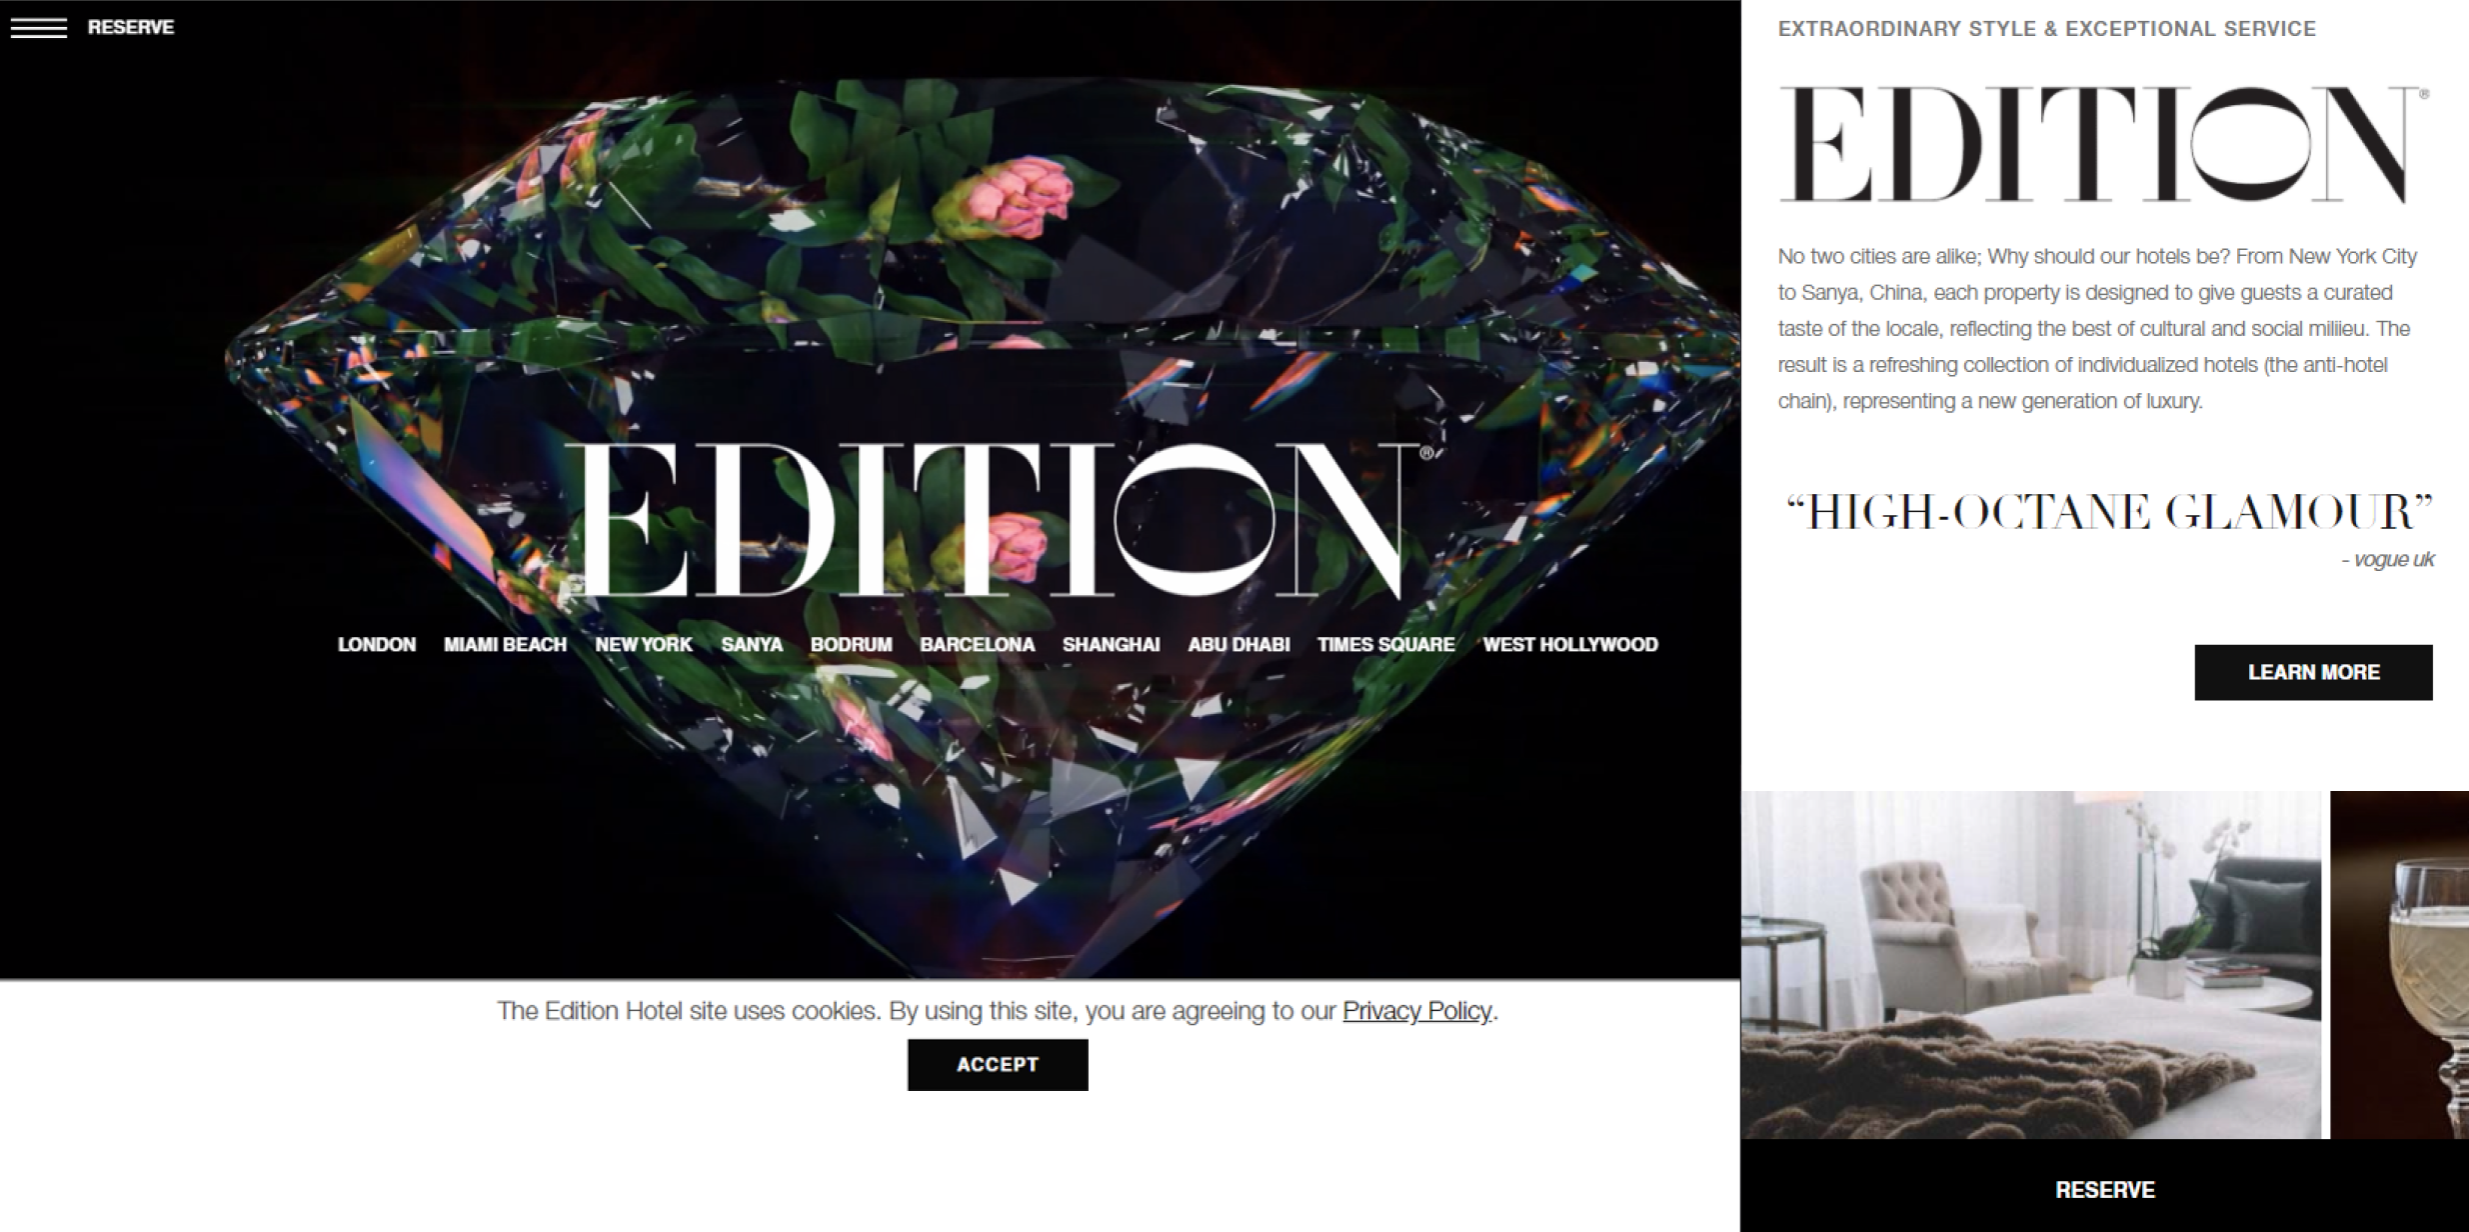 RESERVE
EDITION®
LONDON MIAMI BEACH NEW YORK SANYA BODRUM BARCELONA SHANGHAI ABU DHABI TIMES SQUARE WEST HOLLYWOOD
The Edition Hotel site uses cookies. By using this site, you are agreeing to our Privacy Policy.
ACCEPT
EXTRAORDINARY STYLE & EXCEPTIONAL SERVICE
EDITION®
No two cities are alike; Why should our hotels be? From New York City
to Sanya, China, each property is designed to give guests a curated
taste of the locale, reflecting the best of cultural and social miliieu. The
result is a refreshing collection of individualized hotels (the anti-hotel
chain), representing a new generation of luxury.
“HIGH-OCTANE GLAMOUR”
- vogue uk
LEARN MORE
RESERVE